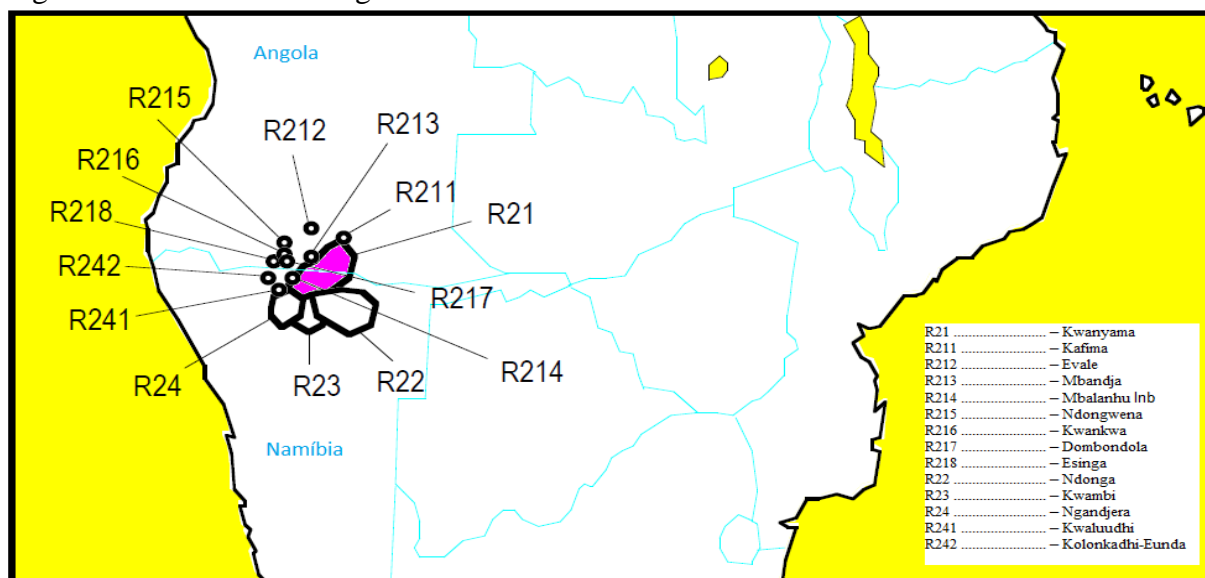 Angola
R215
R212
R213
R216
R211
R218
R21
R242
R217
R241
R24
R23
R22
R214
Namíbia
R21 ...................... – Kwanyama
R211 ...................... – Kafima
R212 ...................... – Evale
R213 ...................... – Mbandja
R214 ...................... – Mbalanhu Inb
R215 ...................... – Ndongwena
R216 ...................... – Kwankwa
R217 ...................... – Dombondola
R218 ...................... – Esinga
R22 ...................... – Ndonga
R23 ...................... – Kwambi
R24 ...................... – Ngandjera
R241 ...................... – Kwaluudhi
R242 ...................... – Kolonkadhi-Eunda